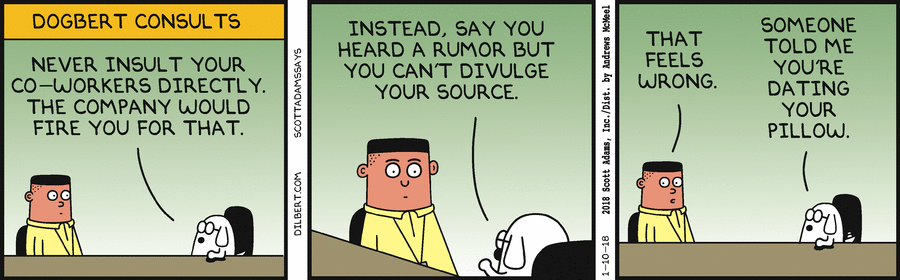 DOGBERT CONSULTS
NEVER INSULT YOUR
CO—WORKERS DIRECTLY.
THE COMPANY WOULD
FIRE YOU FOR THAT.
DILBERT.COM
SCOTTADAMSSAYS
INSTEAD, SAY YOU
HEARD A RUMOR BUT
YOU CAN'T DIVULGE
YOUR SOURCE.
1-10-18 2018 Scott Adams, Inc./Dist. by Andrews McMeel
THAT
FEELS
WRONG.
SOMEONE
TOLD ME
YOU'RE
DATING
YOUR
PILLOW.